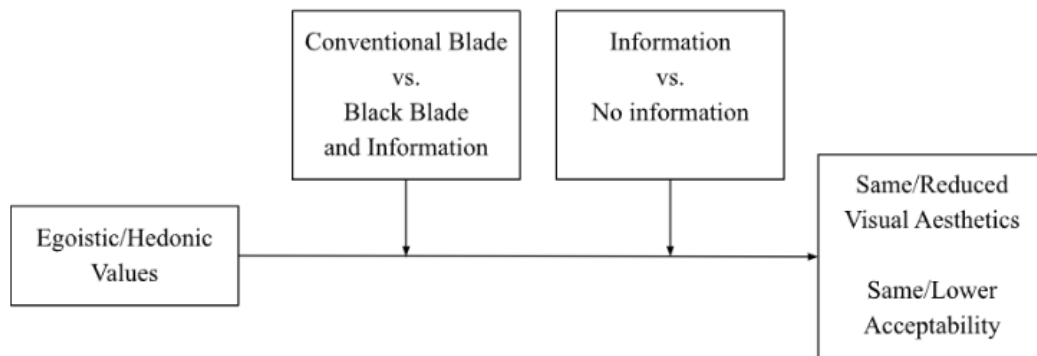 Conventional Blade
vs.
Black Blade
and Information
Information
vs.
No information
Egoistic/Hedonic
Values
Same/Reduced
Visual Aesthetics
Same/Lower
Acceptability